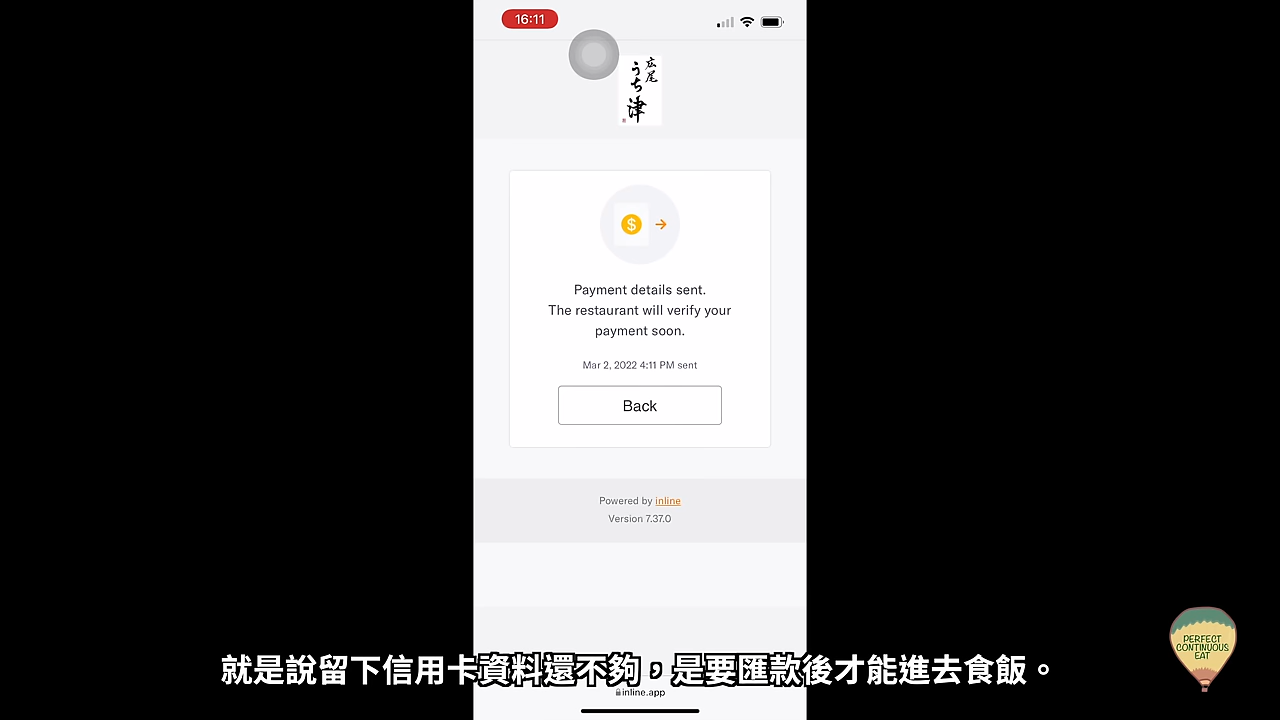 16:11
広尾
うち津
$
Payment details sent.
The restaurant will verify your
payment soon.
Mar 2, 2022 4:11 PM sent
Back
Powered by inline
Version 7.37.0
PERFECT
CONTINUOUS
EAT
就是說留下信用卡資料還不夠，是要匯款後才能進去食飯。
inline.app